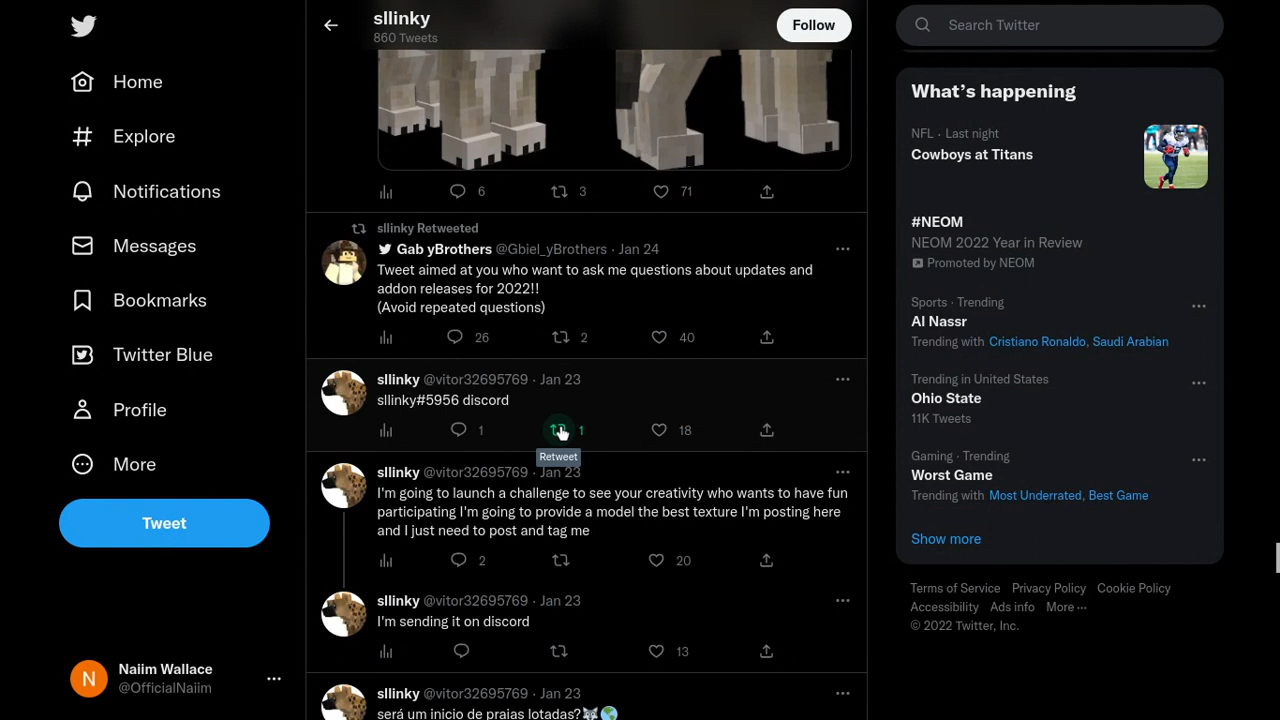 sllinky
860 Tweets
Follow
Search Twitter
Home
Explore
Notifications
Messages
Bookmarks
Twitter Blue
Profile
More
Tweet
Naiim Wallace
@OfficialNaiim
6 3 71
sllinky Retweeted
Gab yBrothers @Gbiel_yBrothers · Jan 24
Tweet aimed at you who want to ask me questions about updates and
addon releases for 2022!!
(Avoid repeated questions)
26 2 40
sllinky @vitor32695769 · Jan 23
sllinky#5956 discord
1 1 18
Retweet
sllinky @vitor32695769 · Jan 23
I'm going to launch a challenge to see your creativity who wants to have fun
participating I'm going to provide a model the best texture I'm posting here
and I just need to post and tag me
2 20
sllinky @vitor32695769 · Jan 23
I'm sending it on discord
13
sllinky @vitor32695769 · Jan 23
será um inicio de praias lotadas?🐺🌎
What's happening
NFL · Last night
Cowboys at Titans
#NEOM
NEOM 2022 Year in Review
Promoted by NEOM
Sports · Trending
Al Nassr
Trending with Cristiano Ronaldo, Saudi Arabian
Trending in United States
Ohio State
11K Tweets
Gaming · Trending
Worst Game
Trending with Most Underrated, Best Game
Show more
Terms of Service Privacy Policy Cookie Policy
Accessibility Ads info More ···
© 2022 Twitter, Inc.
N